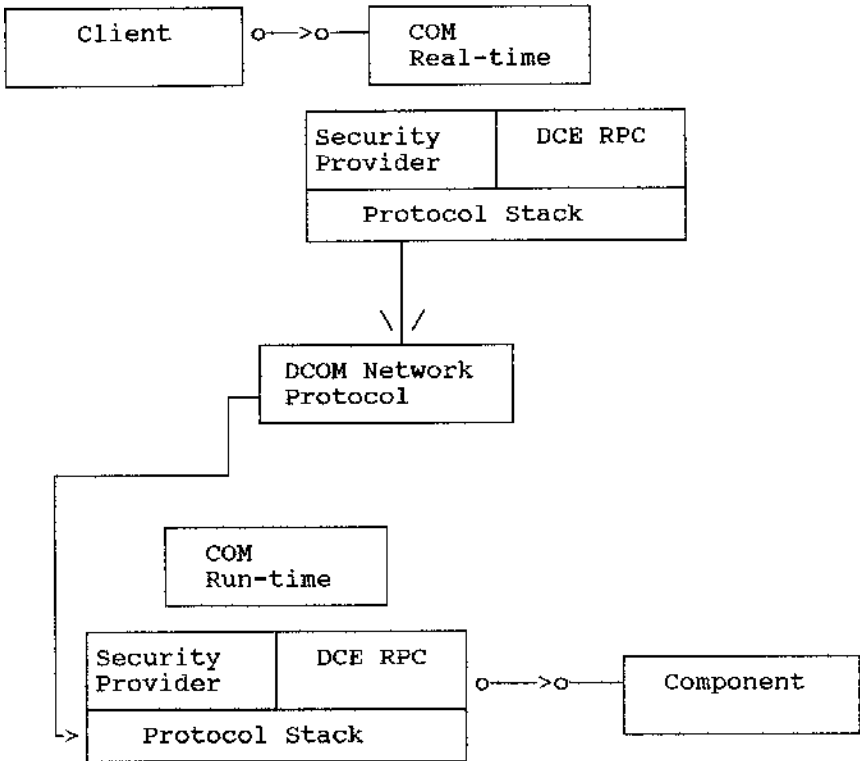 Client
COM
Real-time
Security
Provider
DCE RPC
Protocol Stack
DCOM Network
Protocol
COM
Run-time
Security
Provider
DCE RPC
Protocol Stack
Component